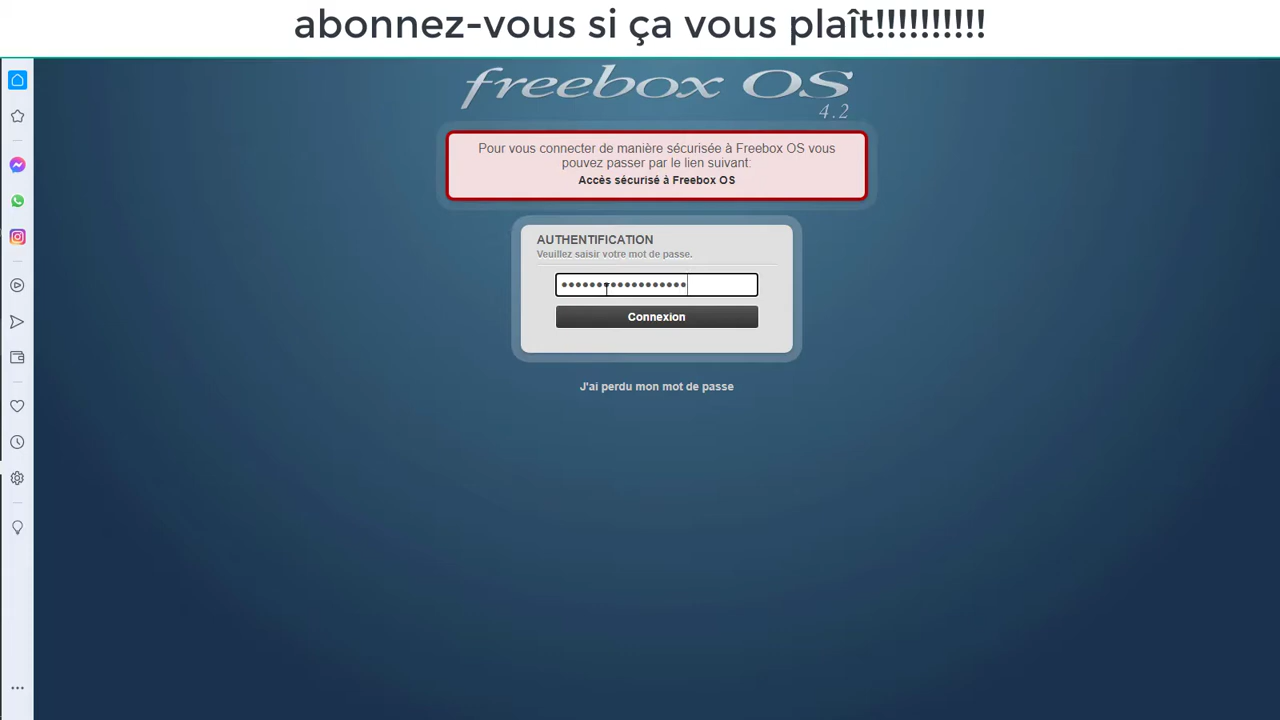 abonnez-vous si ça vous plaît!!!!!!!!!!
freebox OS
4.2
Pour vous connecter de manière sécurisée à Freebox OS vous
pouvez passer par le lien suivant:
Accès sécurisé à Freebox OS
AUTHENTIFICATION
Veuillez saisir votre mot de passe.
••••••••••••••••••
Connexion
J'ai perdu mon mot de passe